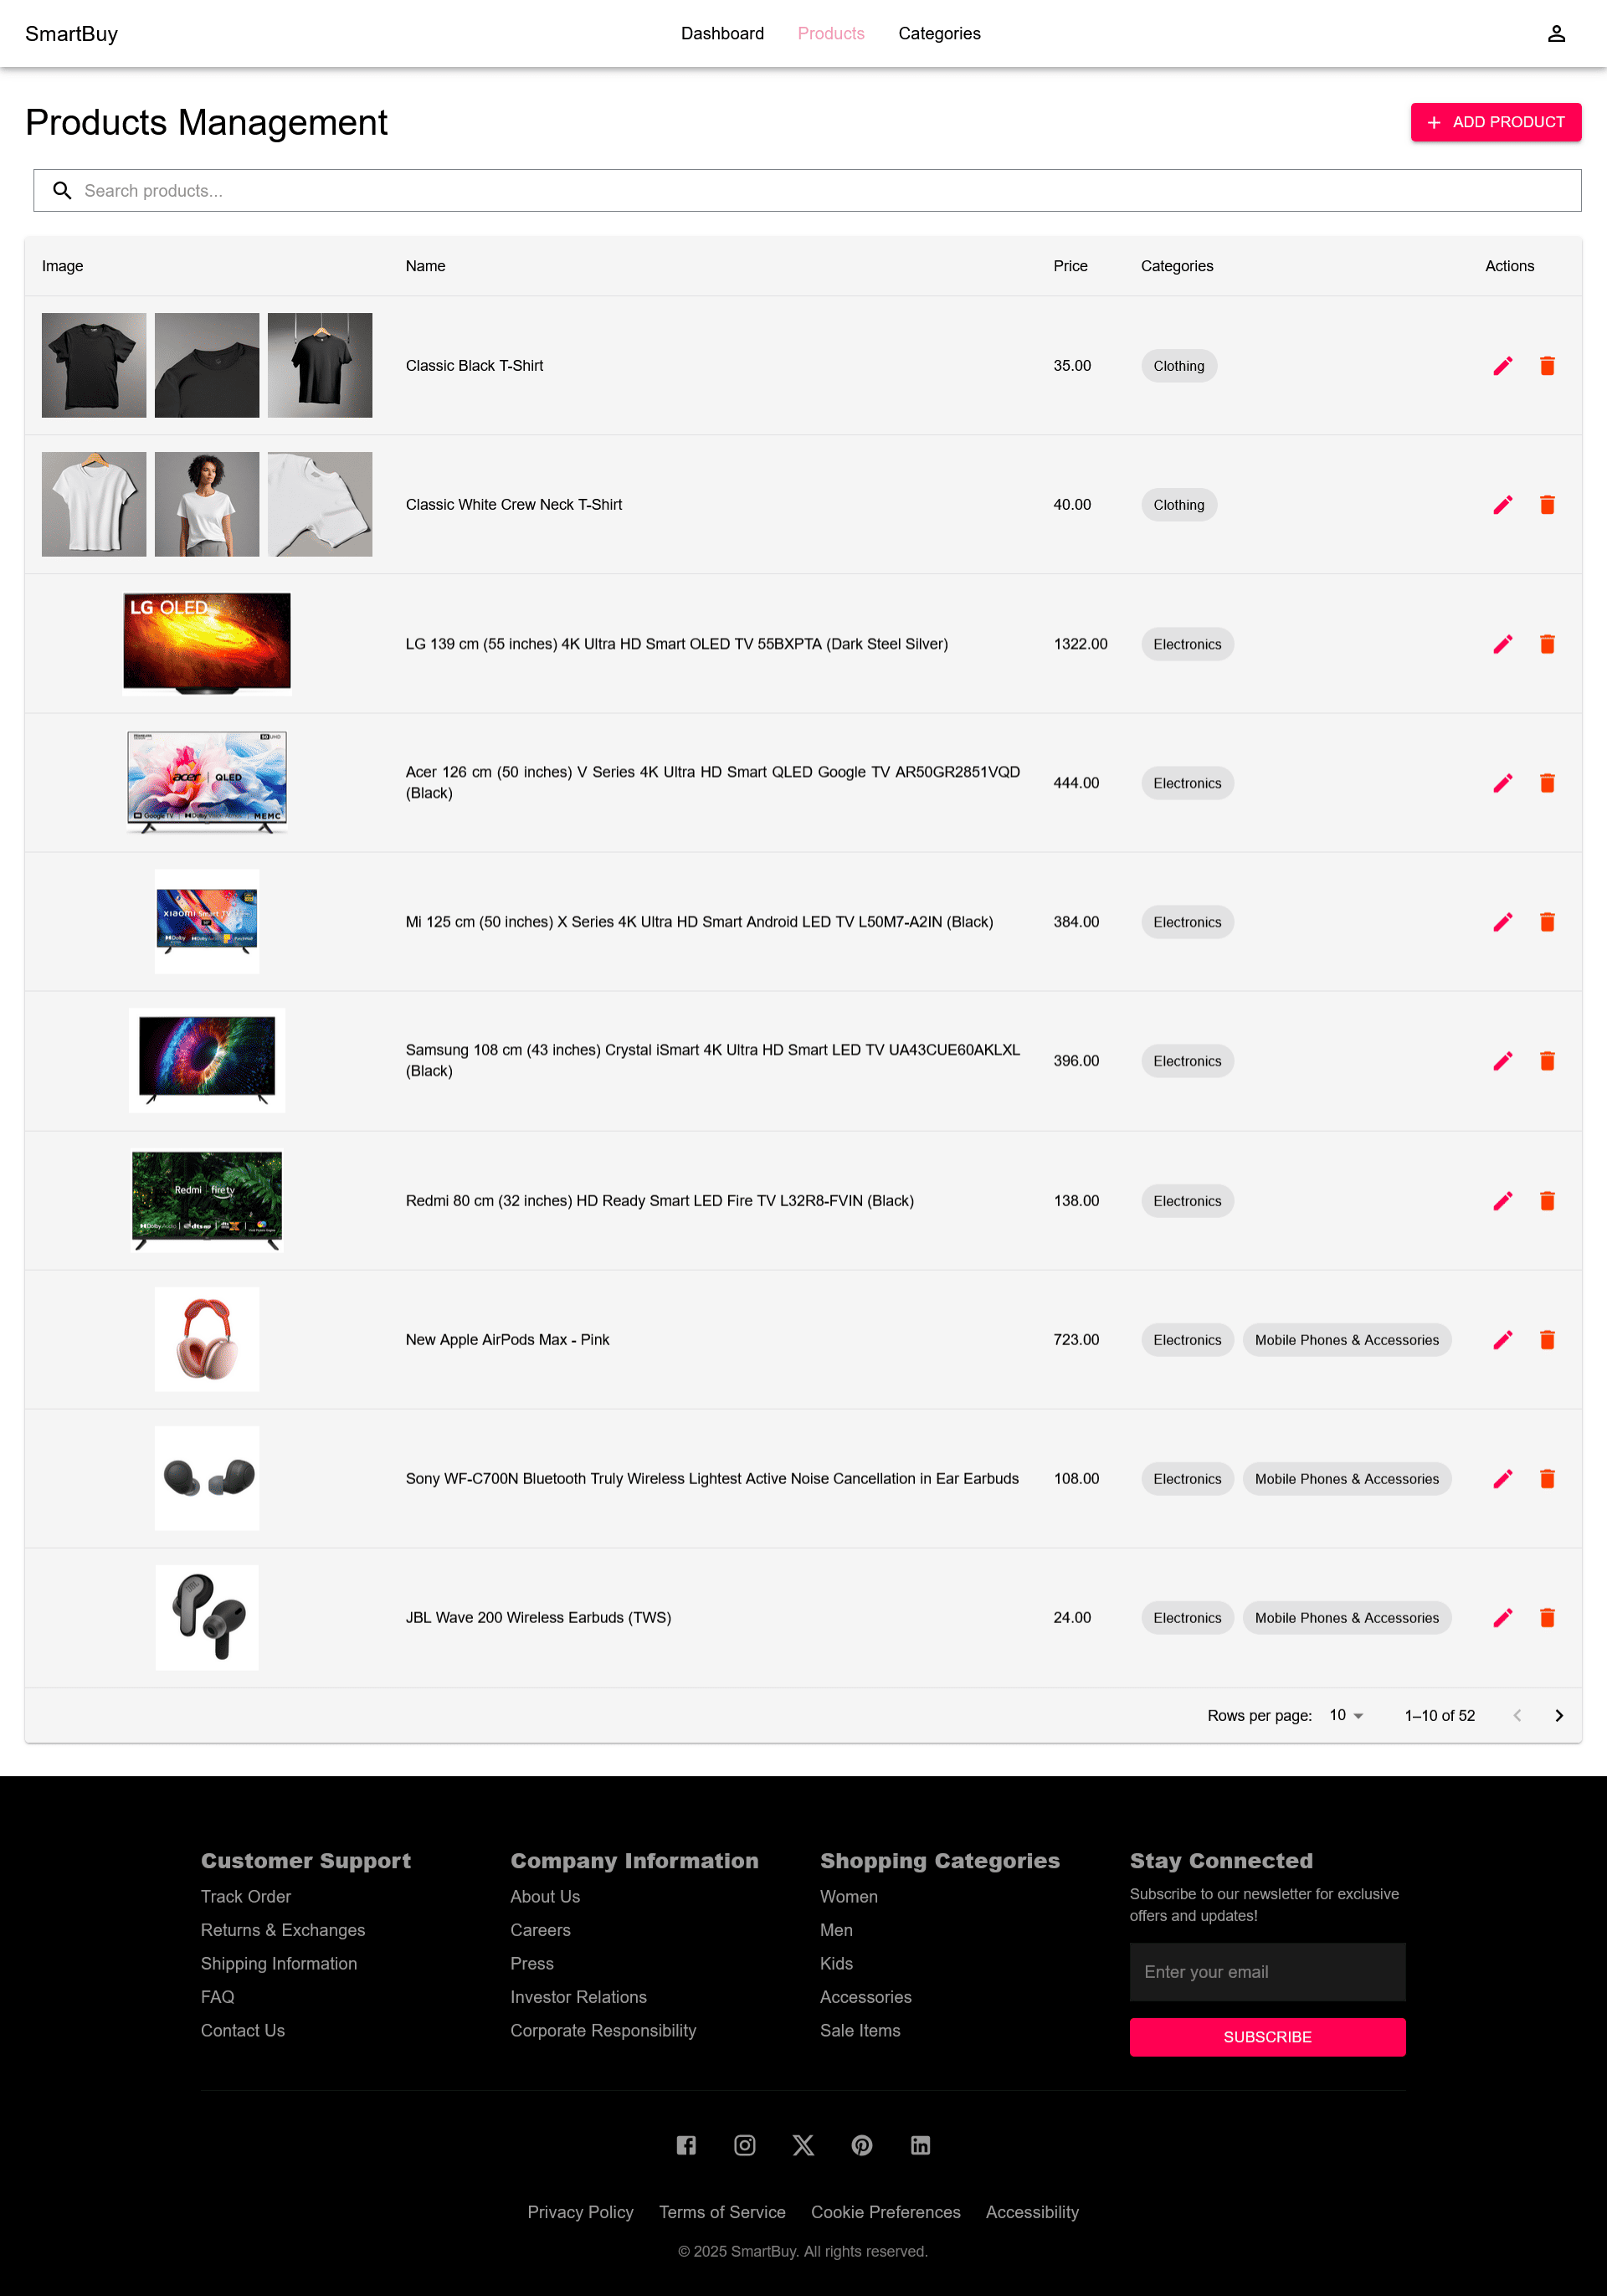 SmartBuy
Dashboard
Products
Categories
Products Management
ADD PRODUCT
Search products...
Image
Name
Price
Categories
Actions
Classic Black T-Shirt
35.00
Clothing
Classic White Crew Neck T-Shirt
40.00
Clothing
LG OLED
LG 139 cm (55 inches) 4K Ultra HD Smart OLED TV 55BXPTA (Dark Steel Silver)
1322.00
Electronics
acer | QLED
Google TV
MEMC
Acer 126 cm (50 inches) V Series 4K Ultra HD Smart QLED Google TV AR50GR2851VQD
(Black)
444.00
Electronics
xiaomi Smart TV
Mi 125 cm (50 inches) X Series 4K Ultra HD Smart Android LED TV L50M7-A2IN (Black)
384.00
Electronics
Samsung 108 cm (43 inches) Crystal iSmart 4K Ultra HD Smart LED TV UA43CUE60AKLXL
(Black)
396.00
Electronics
Redmi firetv
Redmi 80 cm (32 inches) HD Ready Smart LED Fire TV L32R8-FVIN (Black)
138.00
Electronics
New Apple AirPods Max - Pink
723.00
Electronics
Mobile Phones & Accessories
Sony WF-C700N Bluetooth Truly Wireless Lightest Active Noise Cancellation in Ear Earbuds
108.00
Electronics
Mobile Phones & Accessories
JBL Wave 200 Wireless Earbuds (TWS)
24.00
Electronics
Mobile Phones & Accessories
Rows per page:
10
1–10 of 52
Customer Support
Track Order
Returns & Exchanges
Shipping Information
FAQ
Contact Us
Company Information
About Us
Careers
Press
Investor Relations
Corporate Responsibility
Shopping Categories
Women
Men
Kids
Accessories
Sale Items
Stay Connected
Subscribe to our newsletter for exclusive
offers and updates!
Enter your email
SUBSCRIBE
Privacy Policy
Terms of Service
Cookie Preferences
Accessibility
© 2025 SmartBuy. All rights reserved.